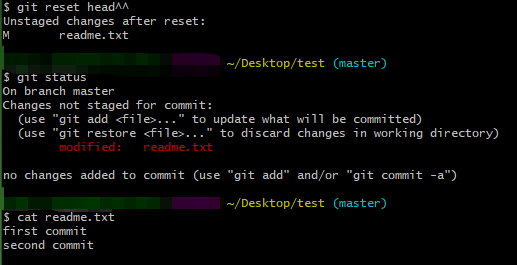 $ git reset head^^
Unstaged changes after reset:
M       readme.txt
~/Desktop/test (master)
$ git status
On branch master
Changes not staged for commit:
  (use "git add <file>..." to update what will be committed)
  (use "git restore <file>..." to discard changes in working directory)
        modified:   readme.txt
no changes added to commit (use "git add" and/or "git commit -a")
~/Desktop/test (master)
$ cat readme.txt
first commit
second commit